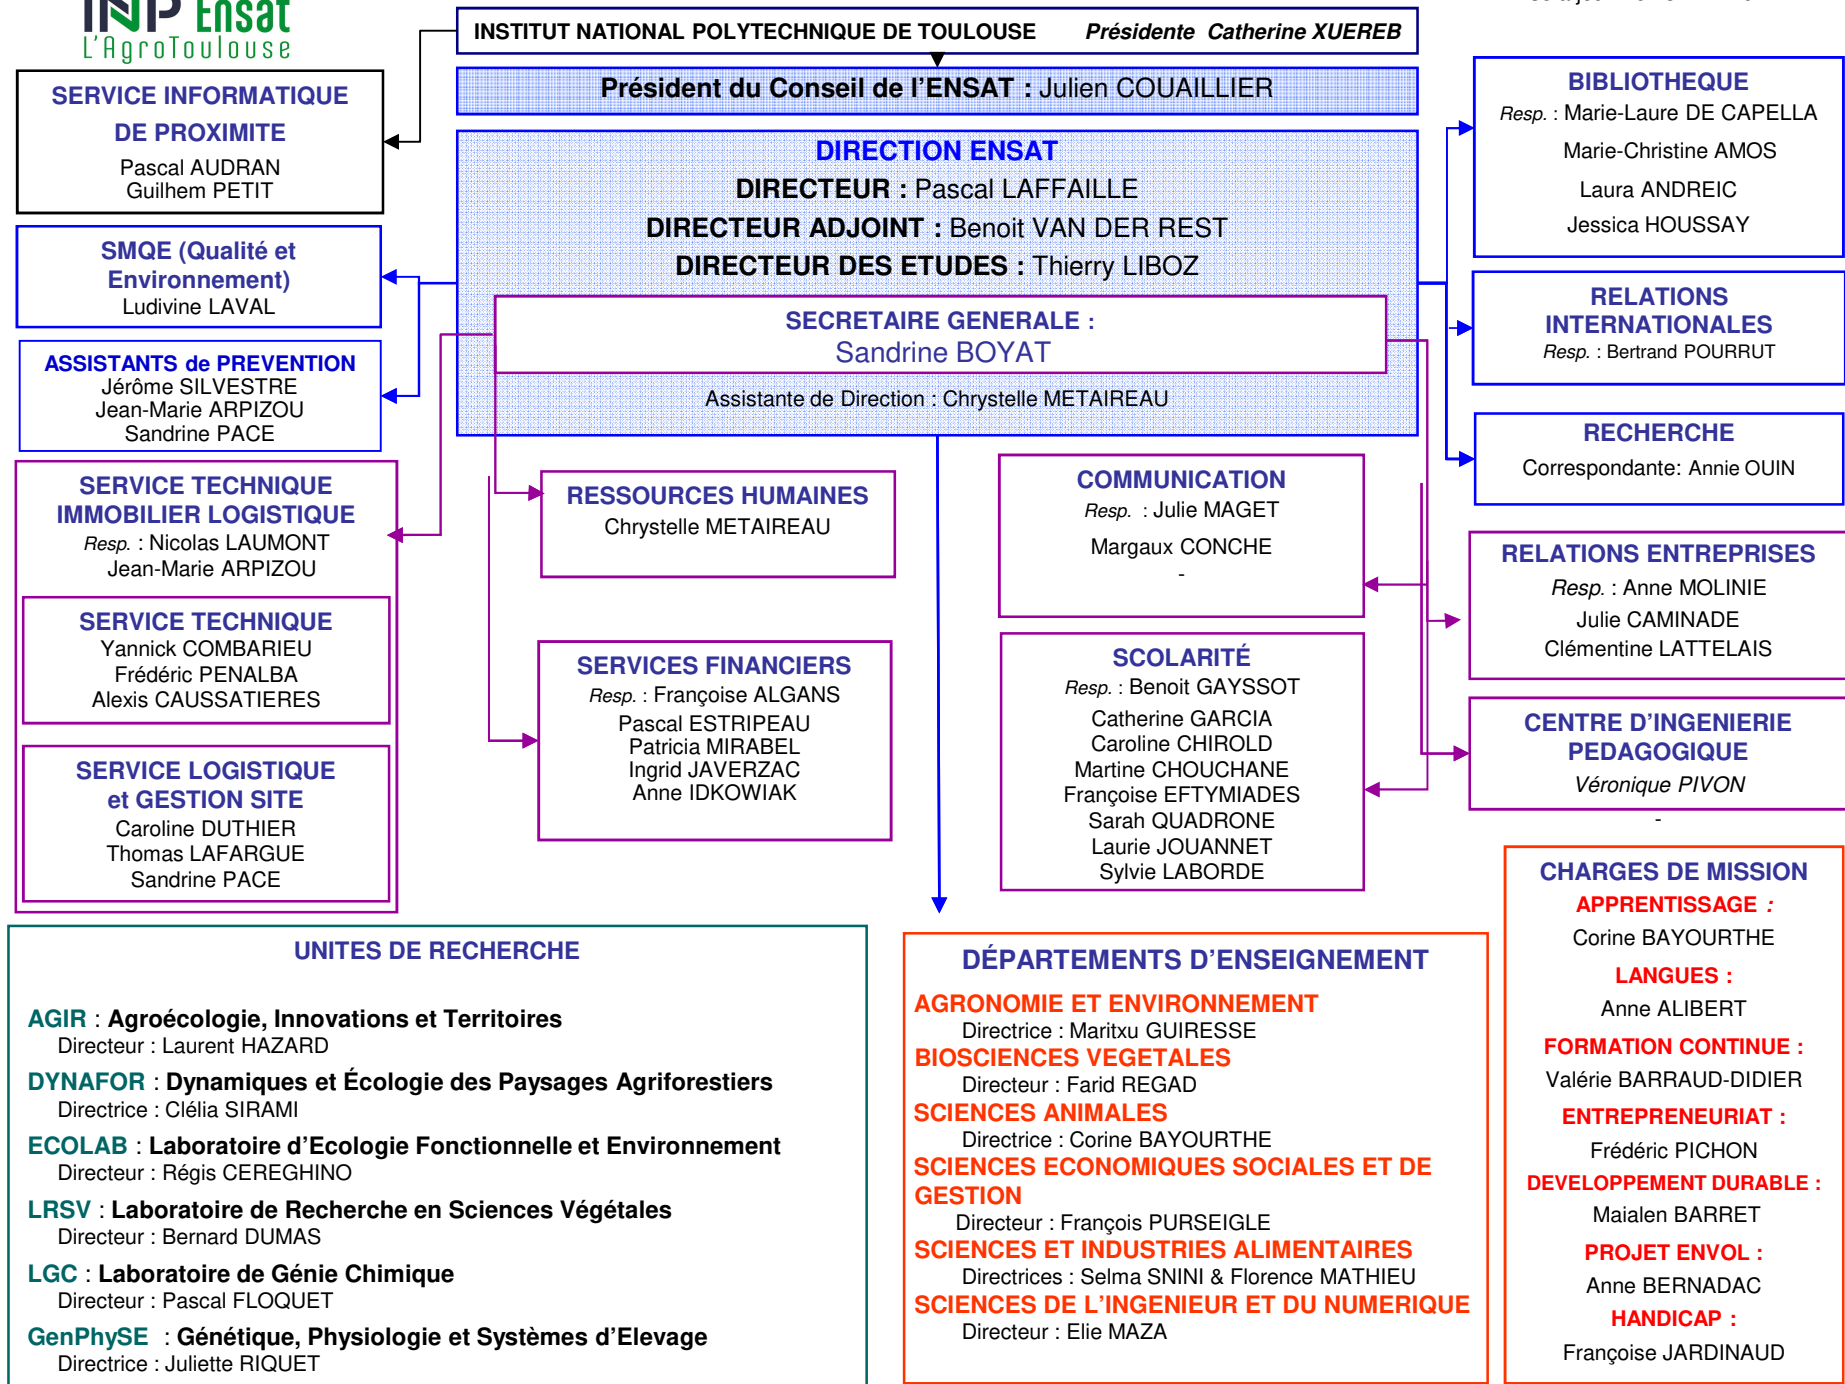 INP Ensat
L'AgroToulouse
INSTITUT NATIONAL POLYTECHNIQUE DE TOULOUSE Présidente Catherine XUEREB
Président du Conseil de l'ENSAT : Julien COUAILLIER
SERVICE INFORMATIQUE
DE PROXIMITE
Pascal AUDRAN
Guilhem PETIT
SMQE (Qualité et
Environnement)
Ludivine LAVAL
ASSISTANTS de PREVENTION
Jérôme SILVESTRE
Jean-Marie ARPIZOU
Sandrine PACE
DIRECTION ENSAT
DIRECTEUR : Pascal LAFFAILLE
DIRECTEUR ADJOINT : Benoit VAN DER REST
DIRECTEUR DES ETUDES : Thierry LIBOZ
SECRETAIRE GENERALE :
Sandrine BOYAT
Assistante de Direction : Chrystelle METAIREAU
BIBLIOTHEQUE
Resp. : Marie-Laure DE CAPELLA
Marie-Christine AMOS
Laura ANDREIC
Jessica HOUSSAY
RELATIONS
INTERNATIONALES
Resp. : Bertrand POURRUT
RECHERCHE
Correspondante: Annie OUIN
SERVICE TECHNIQUE
IMMOBILIER LOGISTIQUE
Resp. : Nicolas LAUMONT
Jean-Marie ARPIZOU
SERVICE TECHNIQUE
Yannick COMBARIEU
Frédéric PENALBA
Alexis CAUSSATIERES
SERVICE LOGISTIQUE
et GESTION SITE
Caroline DUTHIER
Thomas LAFARGUE
Sandrine PACE
RESSOURCES HUMAINES
Chrystelle METAIREAU
SERVICES FINANCIERS
Resp. : Françoise ALGANS
Pascal ESTRIPEAU
Patricia MIRABEL
Ingrid JAVERZAC
Anne IDKOWIAK
COMMUNICATION
Resp. : Julie MAGET
Margaux CONCHE
-
SCOLARITÉ
Resp. : Benoit GAYSSOT
Catherine GARCIA
Caroline CHIROLD
Martine CHOUCHANE
Françoise EFTYMIADES
Sarah QUADRONE
Laurie JOUANNET
Sylvie LABORDE
RELATIONS ENTREPRISES
Resp. : Anne MOLINIE
Julie CAMINADE
Clémentine LATTELAIS
CENTRE D'INGENIERIE
PEDAGOGIQUE
Véronique PIVON
-
UNITES DE RECHERCHE
AGIR : Agroécologie, Innovations et Territoires
Directeur : Laurent HAZARD
DYNAFOR : Dynamiques et Écologie des Paysages Agriforestiers
Directrice : Clélia SIRAMI
ECOLAB : Laboratoire d'Ecologie Fonctionnelle et Environnement
Directeur : Régis CEREGHINO
LRSV : Laboratoire de Recherche en Sciences Végétales
Directeur : Bernard DUMAS
LGC : Laboratoire de Génie Chimique
Directeur : Pascal FLOQUET
GenPhySE : Génétique, Physiologie et Systèmes d'Elevage
Directrice : Juliette RIQUET
DÉPARTEMENTS D'ENSEIGNEMENT
AGRONOMIE ET ENVIRONNEMENT
Directrice : Maritxu GUIRESSE
BIOSCIENCES VEGETALES
Directeur : Farid REGAD
SCIENCES ANIMALES
Directrice : Corine BAYOURTHE
SCIENCES ECONOMIQUES SOCIALES ET DE
GESTION
Directeur : François PURSEIGLE
SCIENCES ET INDUSTRIES ALIMENTAIRES
Directrices : Selma SNINI & Florence MATHIEU
SCIENCES DE L'INGENIEUR ET DU NUMERIQUE
Directeur : Elie MAZA
CHARGES DE MISSION
APPRENTISSAGE :
Corine BAYOURTHE
LANGUES :
Anne ALIBERT
FORMATION CONTINUE :
Valérie BARRAUD-DIDIER
ENTREPRENEURIAT :
Frédéric PICHON
DEVELOPPEMENT DURABLE :
Maialen BARRET
PROJET ENVOL :
Anne BERNADAC
HANDICAP :
Françoise JARDINAUD